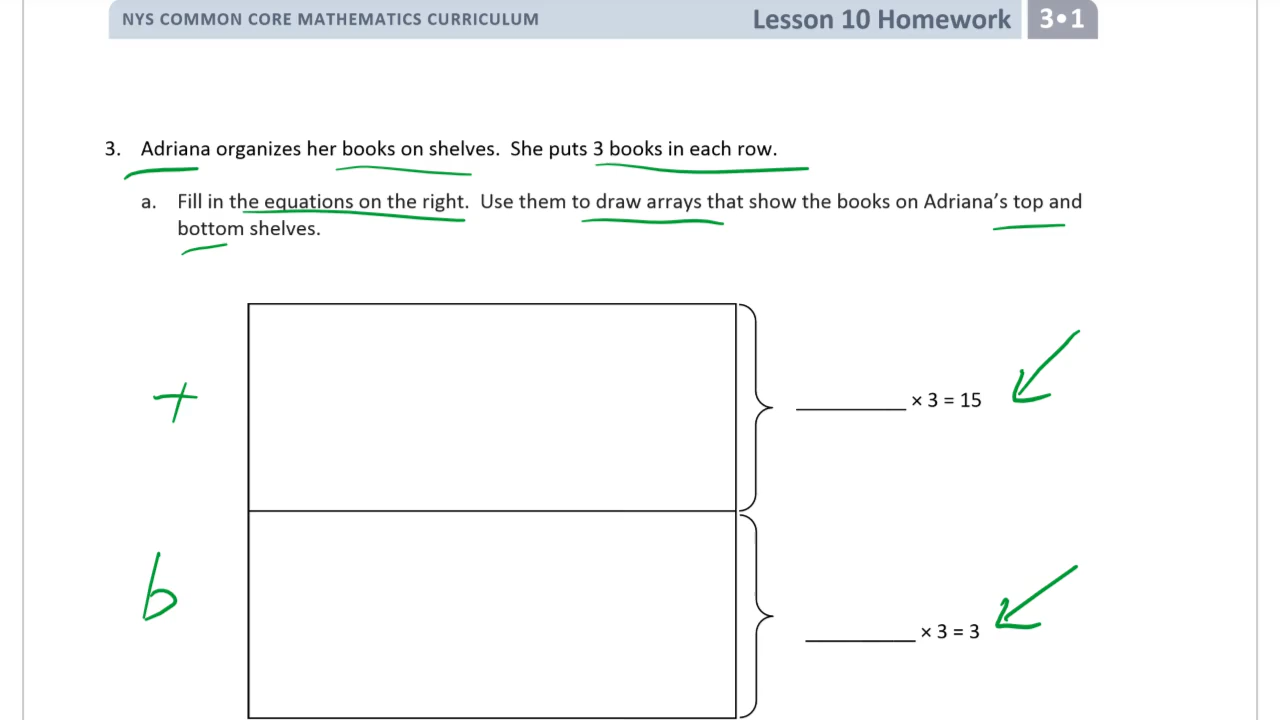 NYS COMMON CORE MATHEMATICS CURRICULUM Lesson 10 Homework 3•1
3. Adriana organizes her books on shelves. She puts 3 books in each row.
a. Fill in the equations on the right. Use them to draw arrays that show the books on Adriana's top and
bottom shelves.
t
__________ × 3 = 15
b
__________ × 3 = 3